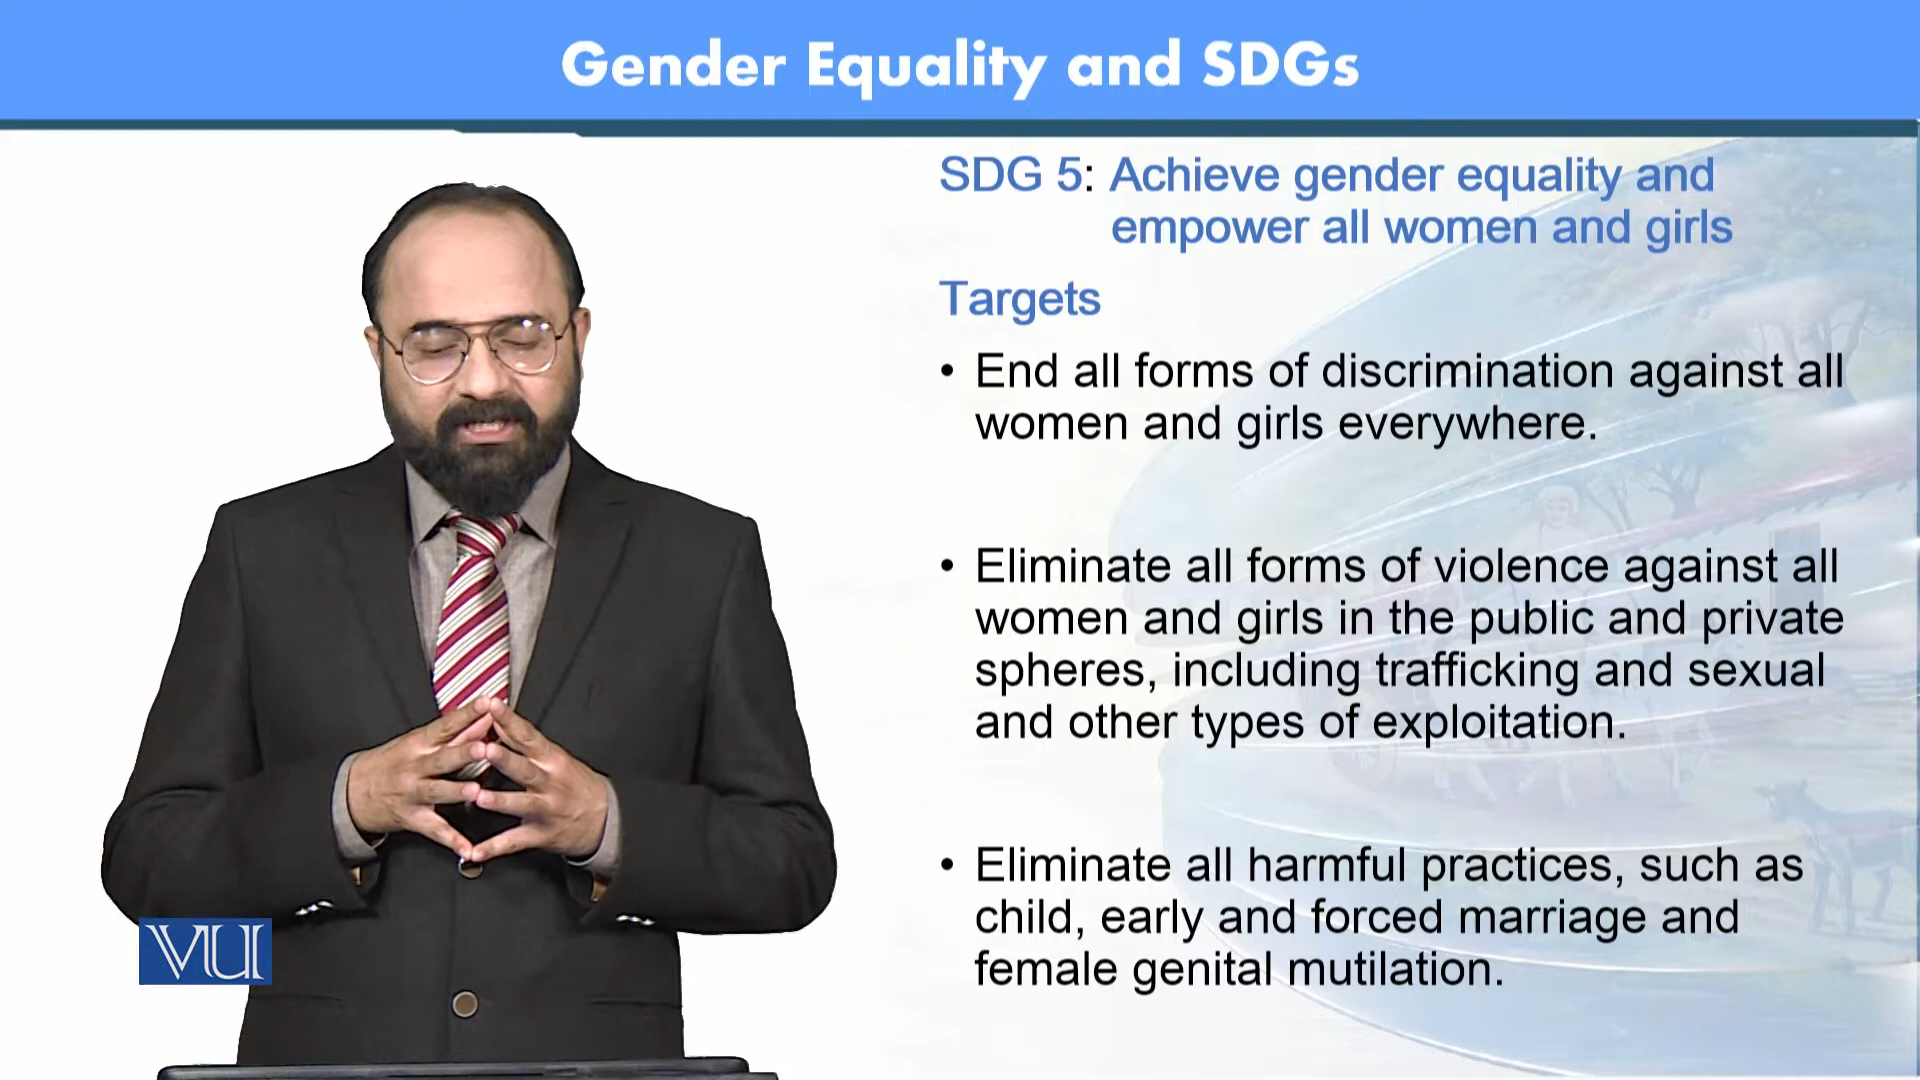 Gender Equality and SDGs
SDG 5: Achieve gender equality and
empower all women and girls
Targets
• End all forms of discrimination against all
women and girls everywhere.
• Eliminate all forms of violence against all
women and girls in the public and private
spheres, including trafficking and sexual
and other types of exploitation.
• Eliminate all harmful practices, such as
child, early and forced marriage and
female genital mutilation.
VU